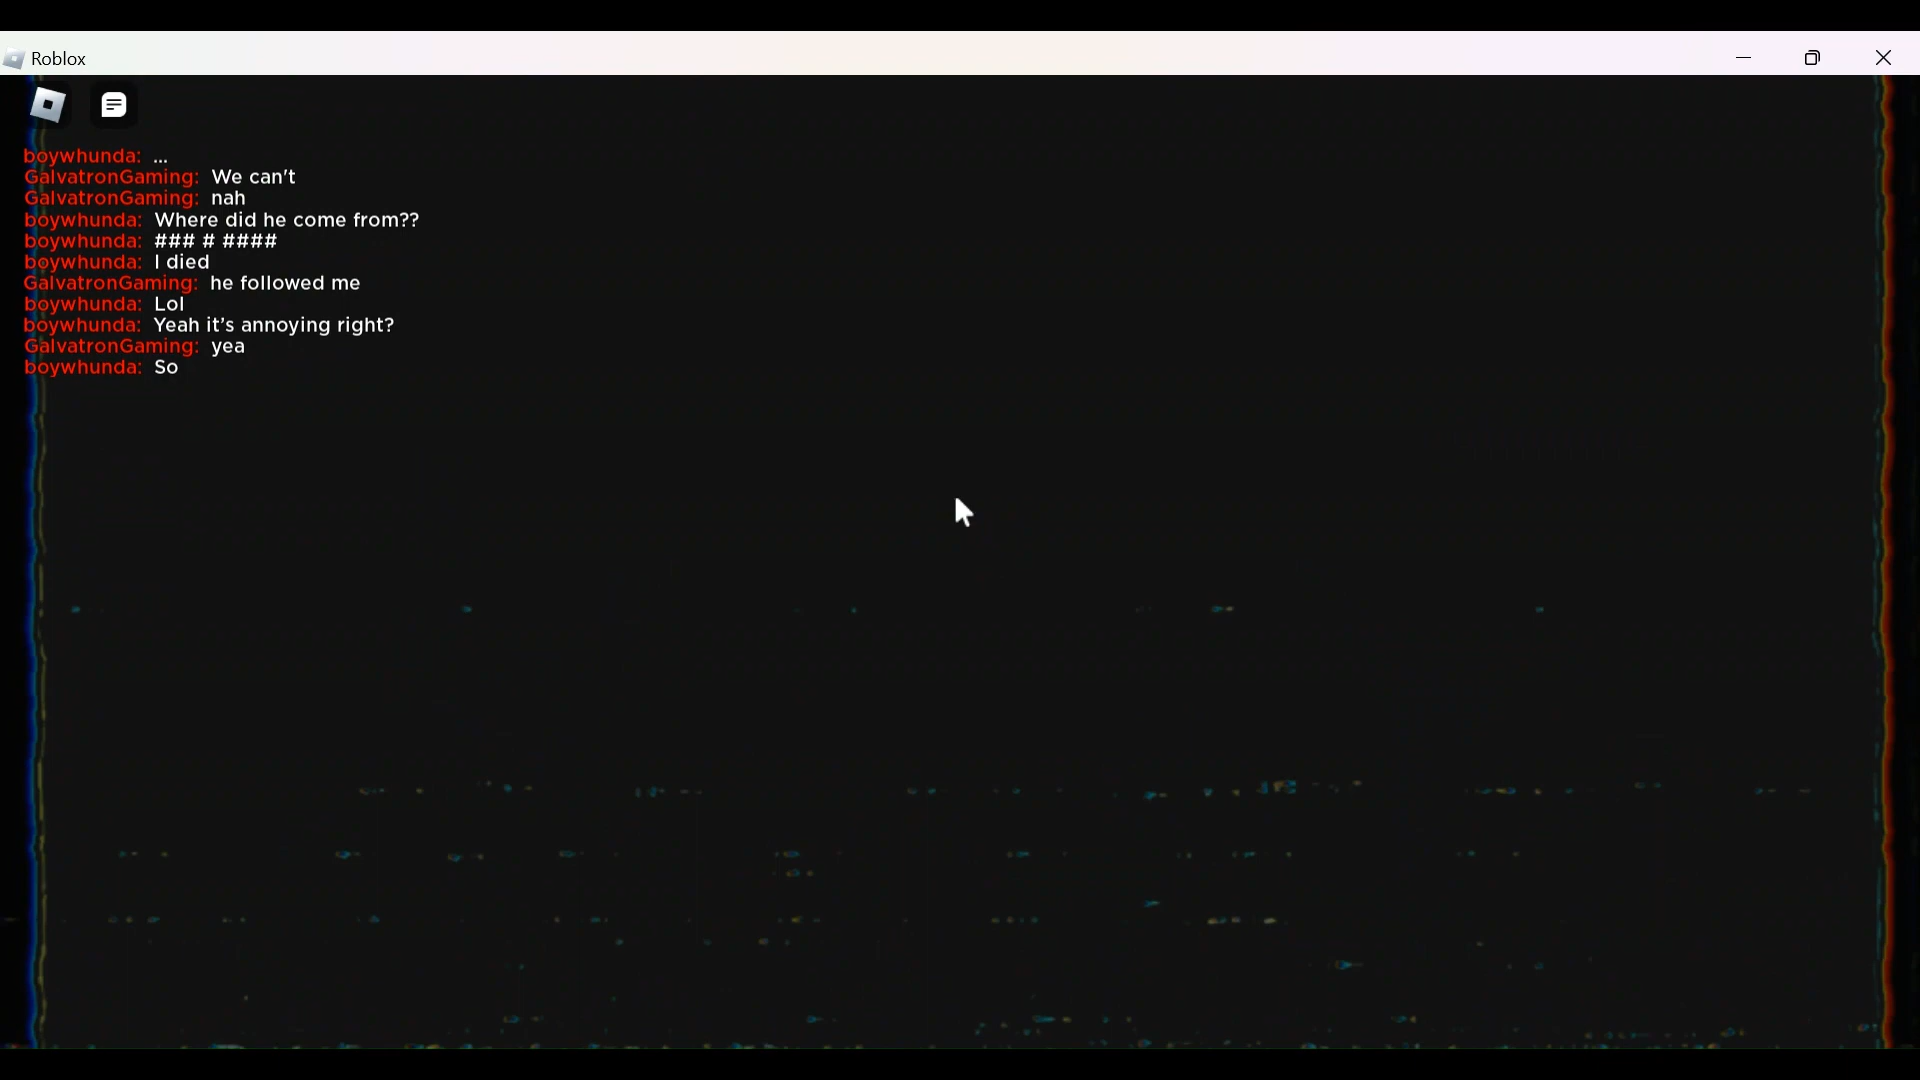 Roblox
boywhunda: ...
GalvatronGaming: We can't
GalvatronGaming: nah
boywhunda: Where did he come from??
boywhunda: ### # ####
boywhunda: I died
GalvatronGaming: he followed me
boywhunda: Lol
boywhunda: Yeah it’s annoying right?
GalvatronGaming: yea
boywhunda: So